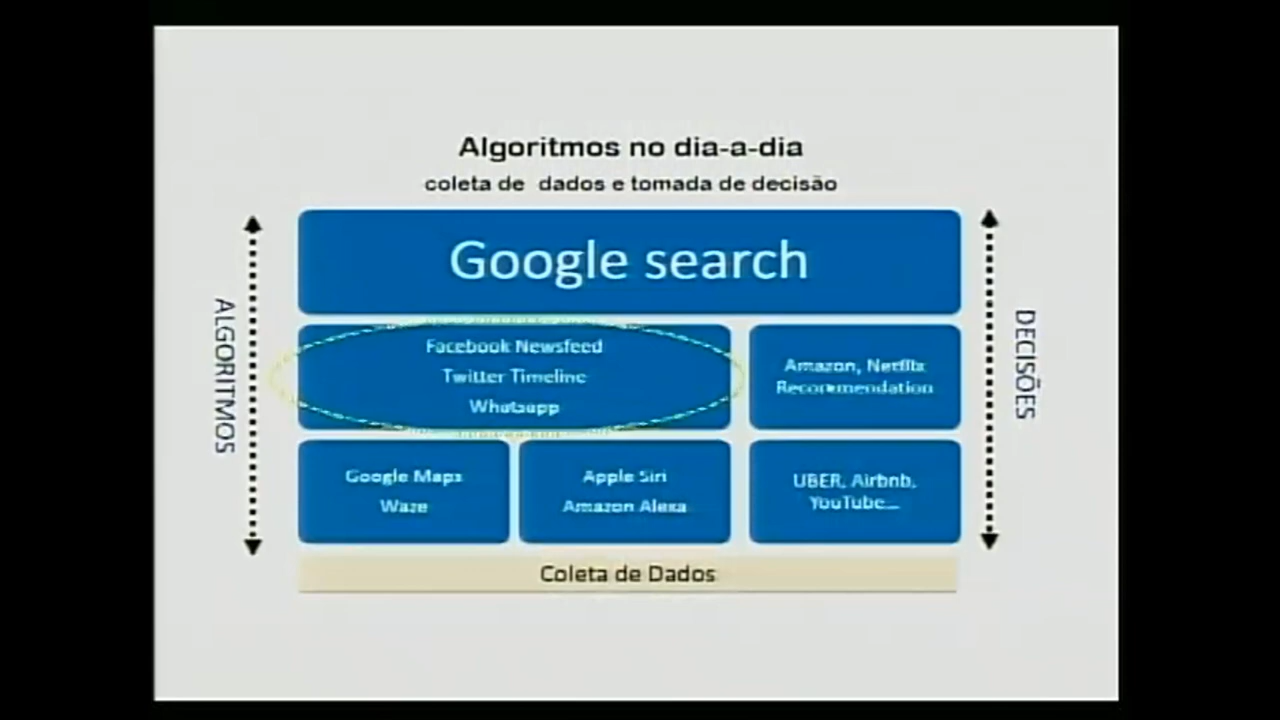 Algoritmos no dia-a-dia
coleta de dados e tomada de decisão
ALGORITMOS
Google search
Facebook Newsfeed
Twitter Timeline
Whatsapp
Amazon, Netflix
Recommendation
Google Maps
Waze
Apple Siri
Amazon Alexa
UBER, Airbnb,
YouTube...
DECISÕES
Coleta de Dados